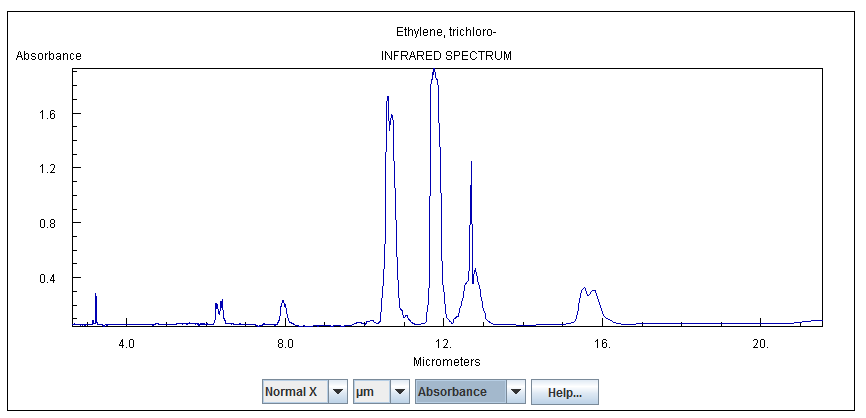 Ethylene, trichloro-
Absorbance
INFRARED SPECTRUM
1.6
1.2
0.8
0.4
4.0 8.0 12. 16. 20.
Micrometers
Normal X µm Absorbance Help...